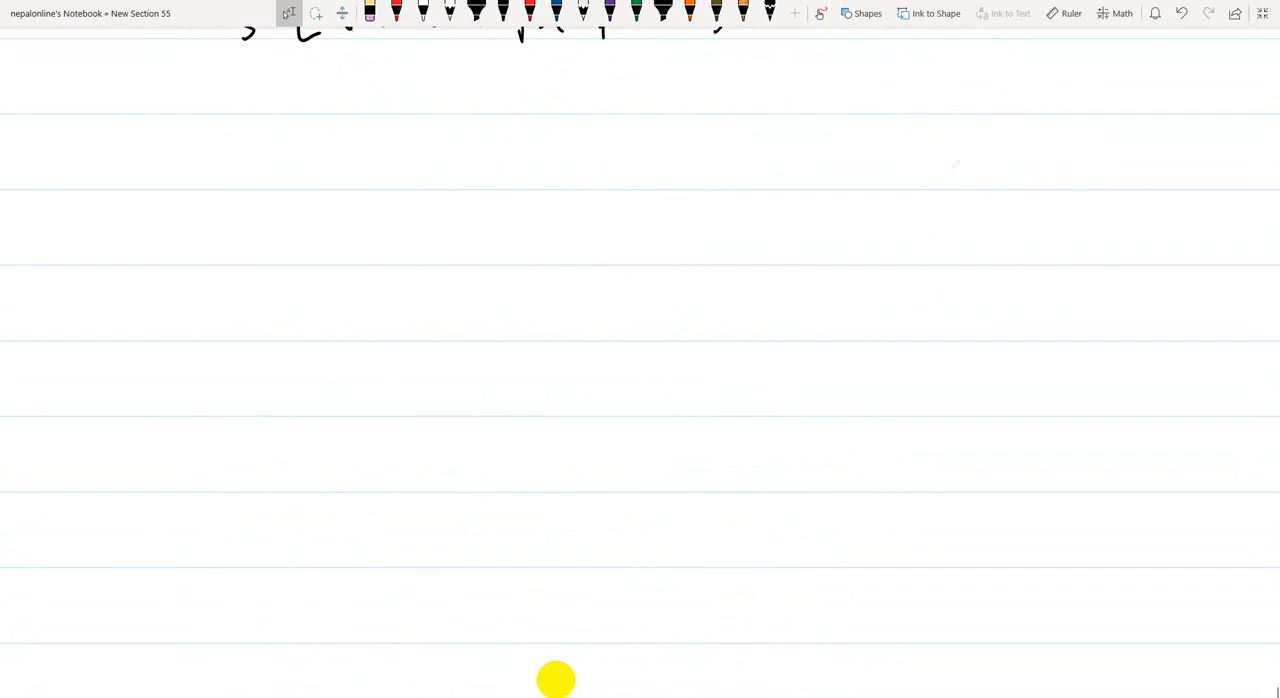 nepalonline's Notebook » New Section 55
Shapes
Ink to Shape
Ink to Text
Ruler
Math